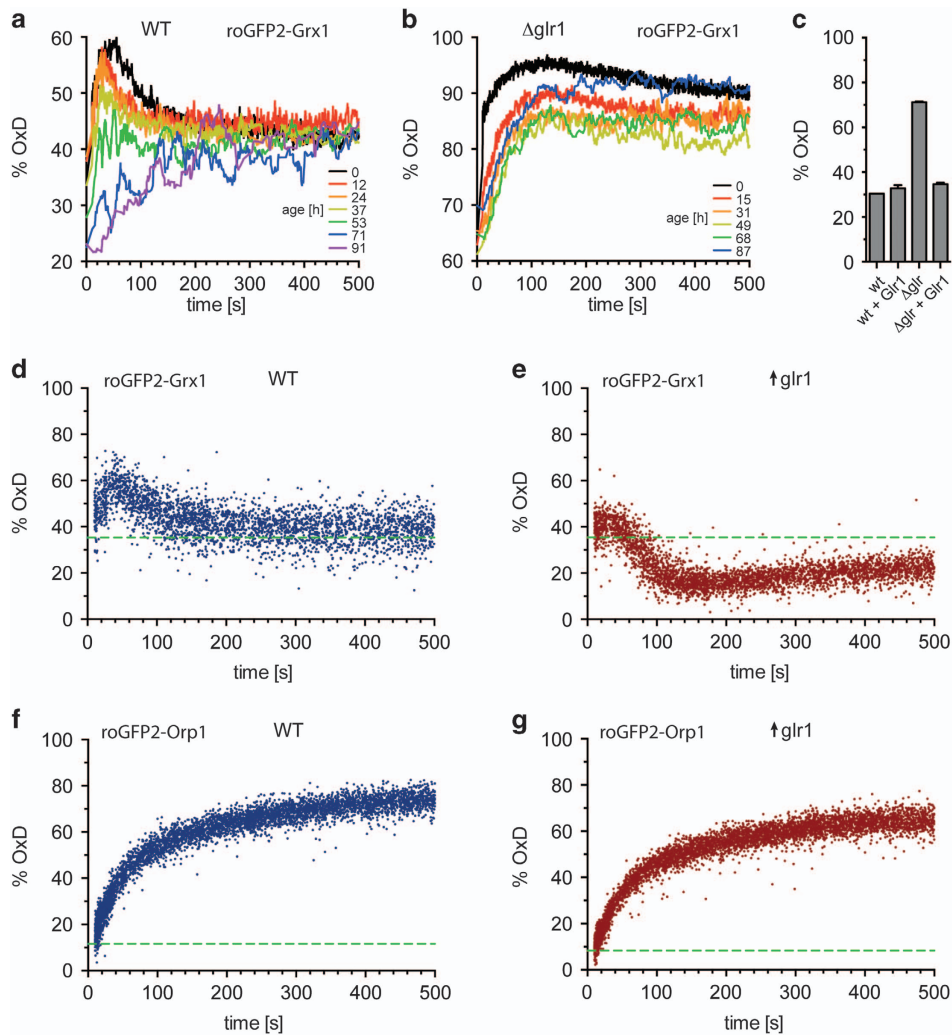 a
WT
roGFP2-Grx1
60
50
40
30
20
% OxD
0
100
200
300
400
500
time [s]
age [h]
0
12
24
37
53
71
91
b
Δglr1
roGFP2-Grx1
100
90
80
70
60
% OxD
0
100
200
300
400
500
time [s]
age [h]
0
15
31
49
68
87
c
100
80
60
40
20
0
% OxD
wt
wt + Glr1
Δglr
Δglr + Glr1
d
roGFP2-Grx1
WT
100
80
60
40
20
0
% OxD
0
100
200
300
400
500
time [s]
e
roGFP2-Grx1
↑glr1
100
80
60
40
20
0
% OxD
0
100
200
300
400
500
time [s]
f
roGFP2-Orp1
WT
100
80
60
40
20
0
% OxD
0
100
200
300
400
500
time [s]
g
roGFP2-Orp1
↑glr1
100
80
60
40
20
0
% OxD
0
100
200
300
400
500
time [s]